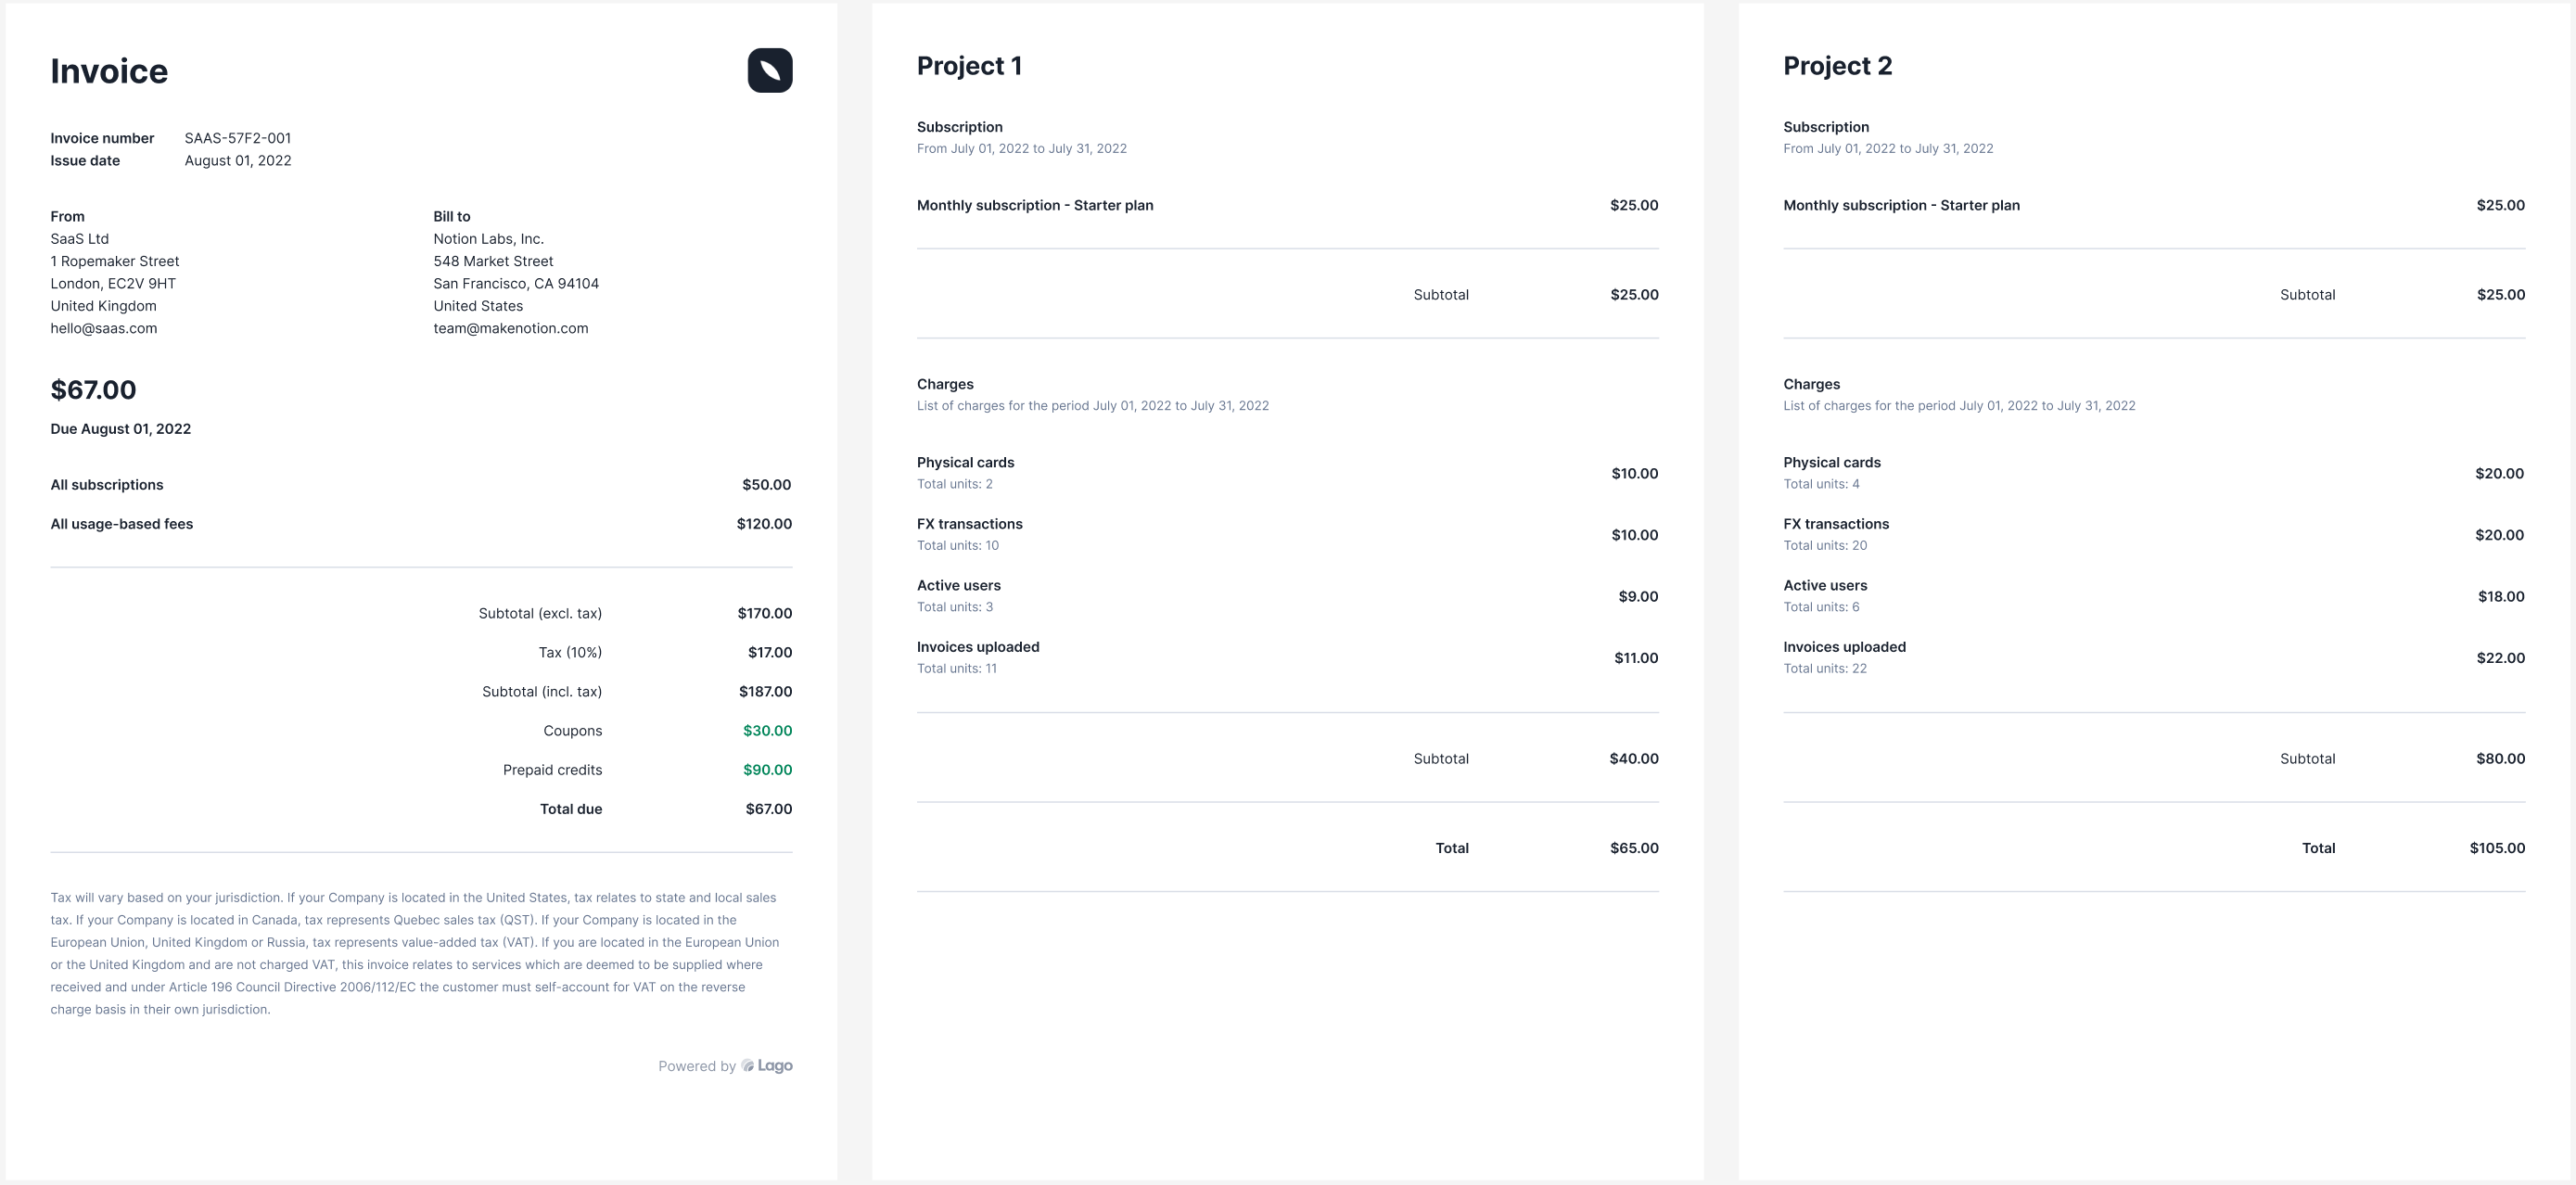 Invoice
Invoice number SAAS-57F2-001
Issue date August 01, 2022
From
SaaS Ltd
1 Ropemaker Street
London, EC2V 9HT
United Kingdom
hello@saas.com
Bill to
Notion Labs, Inc.
548 Market Street
San Francisco, CA 94104
United States
team@makenotion.com
$67.00
Due August 01, 2022
All subscriptions $50.00
All usage-based fees $120.00
Subtotal (excl. tax) $170.00
Tax (10%) $17.00
Subtotal (incl. tax) $187.00
Coupons $30.00
Prepaid credits $90.00
Total due $67.00
Tax will vary based on your jurisdiction. If your Company is located in the United States, tax relates to state and local sales
tax. If your Company is located in Canada, tax represents Quebec sales tax (QST). If your Company is located in the
European Union, United Kingdom or Russia, tax represents value-added tax (VAT). If you are located in the European Union
or the United Kingdom and are not charged VAT, this invoice relates to services which are deemed to be supplied where
received and under Article 196 Council Directive 2006/112/EC the customer must self-account for VAT on the reverse
charge basis in their own jurisdiction.
Powered by Lago
Project 1
Subscription
From July 01, 2022 to July 31, 2022
Monthly subscription - Starter plan $25.00
Subtotal $25.00
Charges
List of charges for the period July 01, 2022 to July 31, 2022
Physical cards
Total units: 2
$10.00
FX transactions
Total units: 10
$10.00
Active users
Total units: 3
$9.00
Invoices uploaded
Total units: 11
$11.00
Subtotal $40.00
Total $65.00
Project 2
Subscription
From July 01, 2022 to July 31, 2022
Monthly subscription - Starter plan $25.00
Subtotal $25.00
Charges
List of charges for the period July 01, 2022 to July 31, 2022
Physical cards
Total units: 4
$20.00
FX transactions
Total units: 20
$20.00
Active users
Total units: 6
$18.00
Invoices uploaded
Total units: 22
$22.00
Subtotal $80.00
Total $105.00